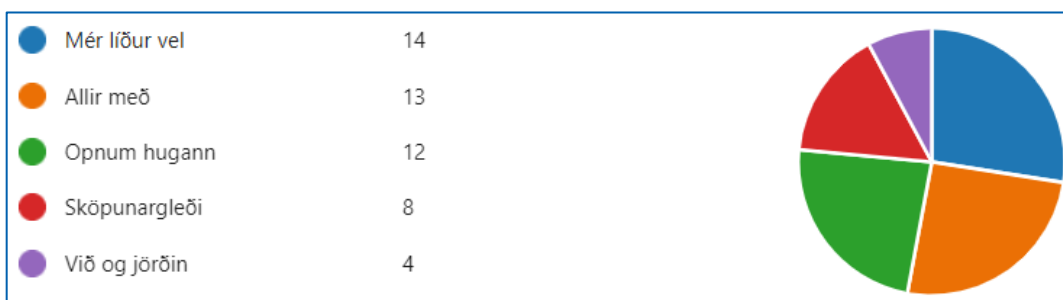 Mér líður vel 14
Allir með 13
Opnum hugann 12
Sköpunargleði 8
Við og jörðin 4